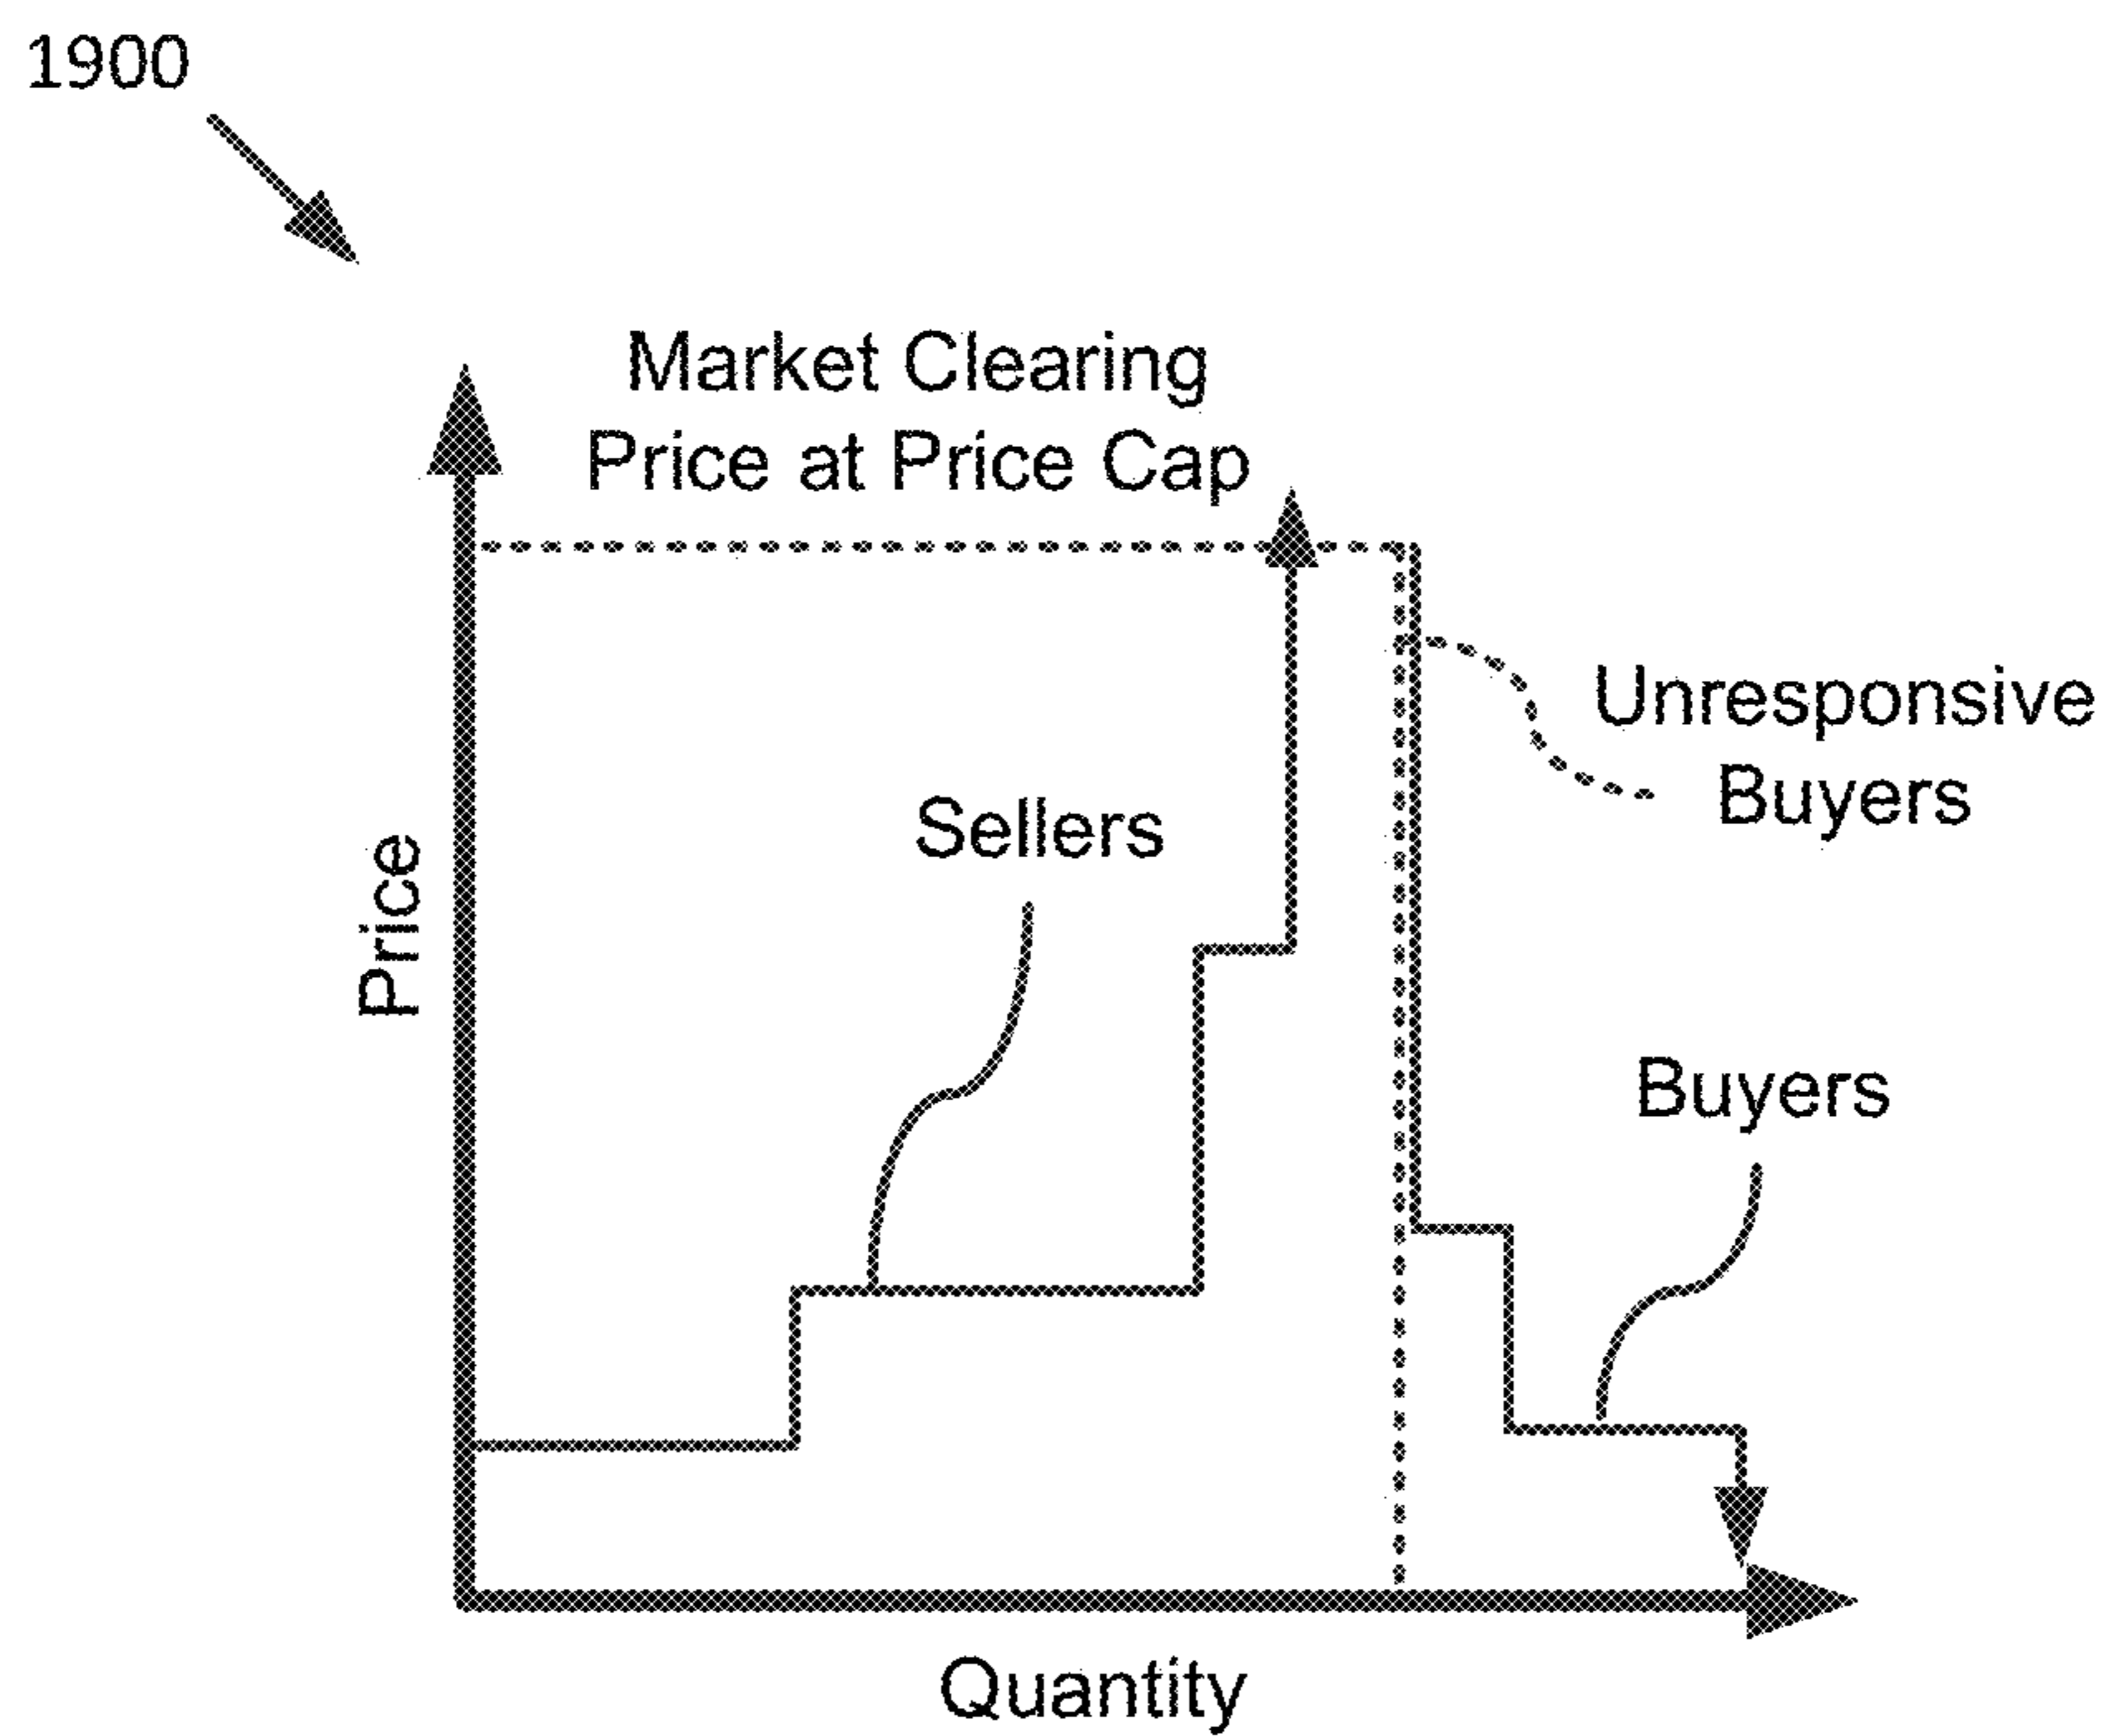 1900
Market Clearing
Price at Price Cap
Unresponsive
Buyers
Sellers
Price
Buyers
Quantity